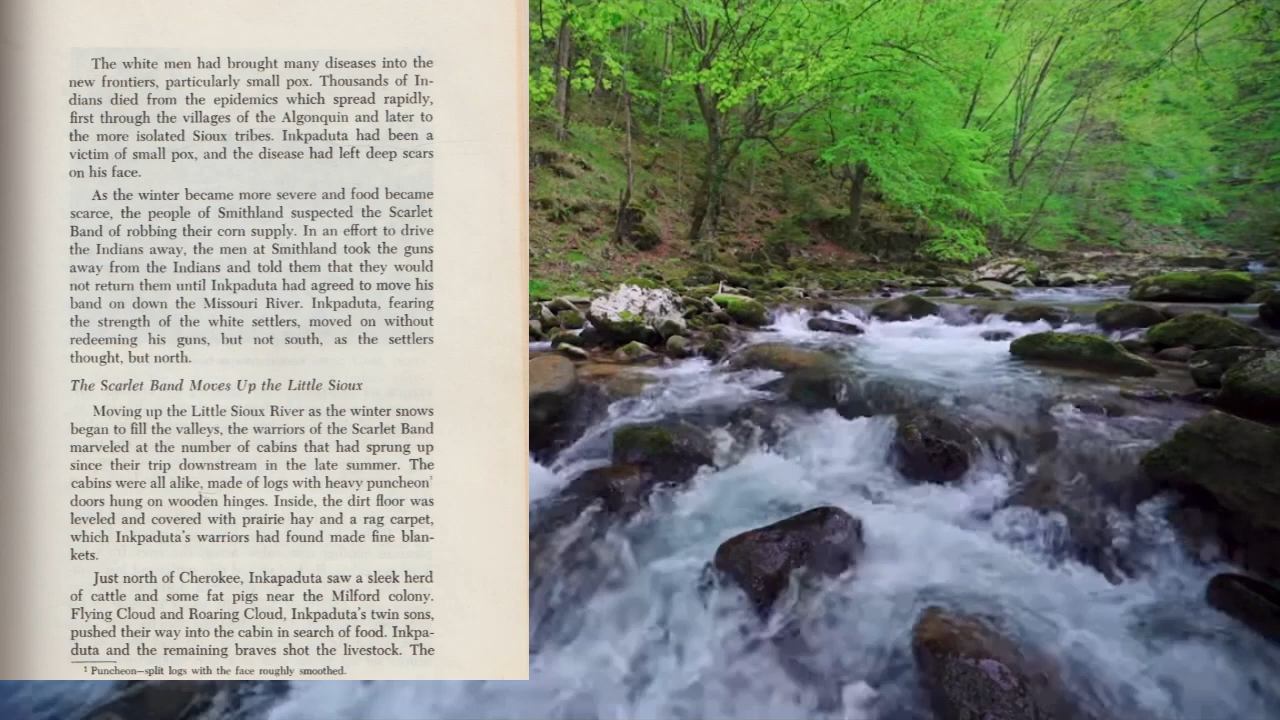 The white men had brought many diseases into the
new frontiers, particularly small pox. Thousands of In-
dians died from the epidemics which spread rapidly,
first through the villages of the Algonquin and later to
the more isolated Sioux tribes. Inkpaduta had been a
victim of small pox, and the disease had left deep scars
on his face.
As the winter became more severe and food became
scarce, the people of Smithland suspected the Scarlet
Band of robbing their corn supply. In an effort to drive
the Indians away, the men at Smithland took the guns
away from the Indians and told them that they would
not return them until Inkpaduta had agreed to move his
band on down the Missouri River. Inkpaduta, fearing
the strength of the white settlers, moved on without
redeeming his guns, but not south, as the settlers
thought, but north.
The Scarlet Band Moves Up the Little Sioux
Moving up the Little Sioux River as the winter snows
began to fill the valleys, the warriors of the Scarlet Band
marveled at the number of cabins that had sprung up
since their trip downstream in the late summer. The
cabins were all alike, made of logs with heavy puncheon¹
doors hung on wooden hinges. Inside, the dirt floor was
leveled and covered with prairie hay and a rag carpet,
which Inkpaduta's warriors had found made fine blan-
kets.
Just north of Cherokee, Inkapaduta saw a sleek herd
of cattle and some fat pigs near the Milford colony.
Flying Cloud and Roaring Cloud, Inkpaduta's twin sons,
pushed their way into the cabin in search of food. Inkpa-
duta and the remaining braves shot the livestock. The
¹ Puncheon—split logs with the face roughly smoothed.